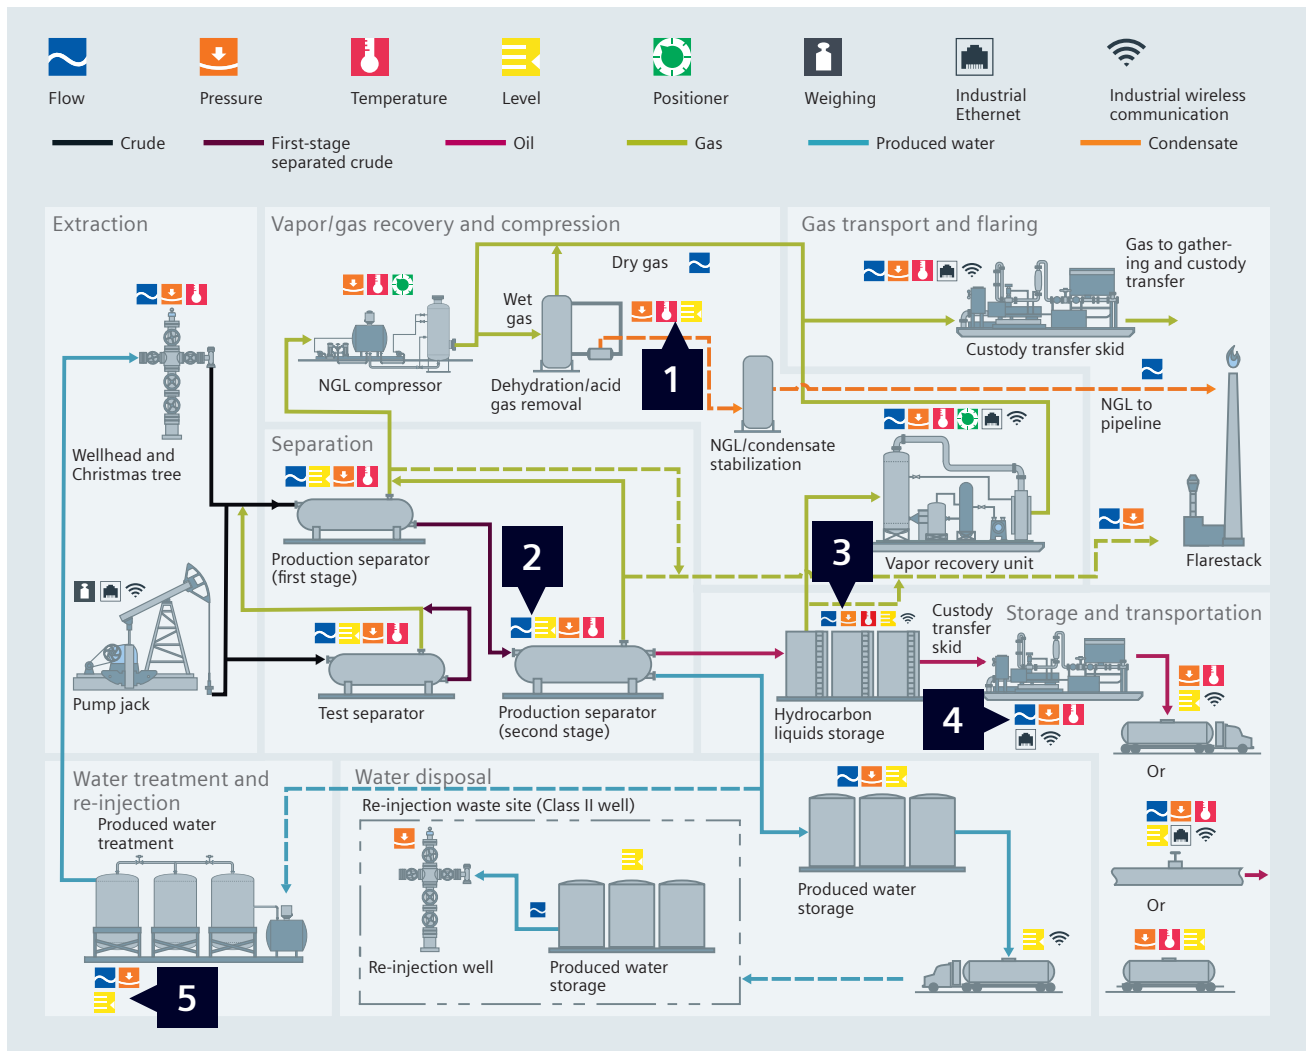 Flow
Pressure
Temperature
Level
Positioner
Weighing
Industrial
Ethernet
Industrial wireless
communication
Crude
First-stage
separated crude
Oil
Gas
Produced water
Condensate
Extraction
Vapor/gas recovery and compression
Gas transport and flaring
Dry gas
Gas to gather-
ing and custody
transfer
Wet
gas
Custody transfer skid
NGL compressor
Dehydration/acid
gas removal
1
NGL to
pipeline
NGL/condensate
stabilization
Separation
Wellhead and
Christmas tree
Production separator
(first stage)
2
3
Vapor recovery unit
Flarestack
Custody
transfer
skid
Storage and transportation
Pump jack
Test separator
Production separator
(second stage)
Hydrocarbon
liquids storage
4
Or
Water treatment and
re-injection
Produced water
treatment
Water disposal
Re-injection waste site (Class II well)
Produced water
storage
Or
Re-injection well
Produced water
storage
5